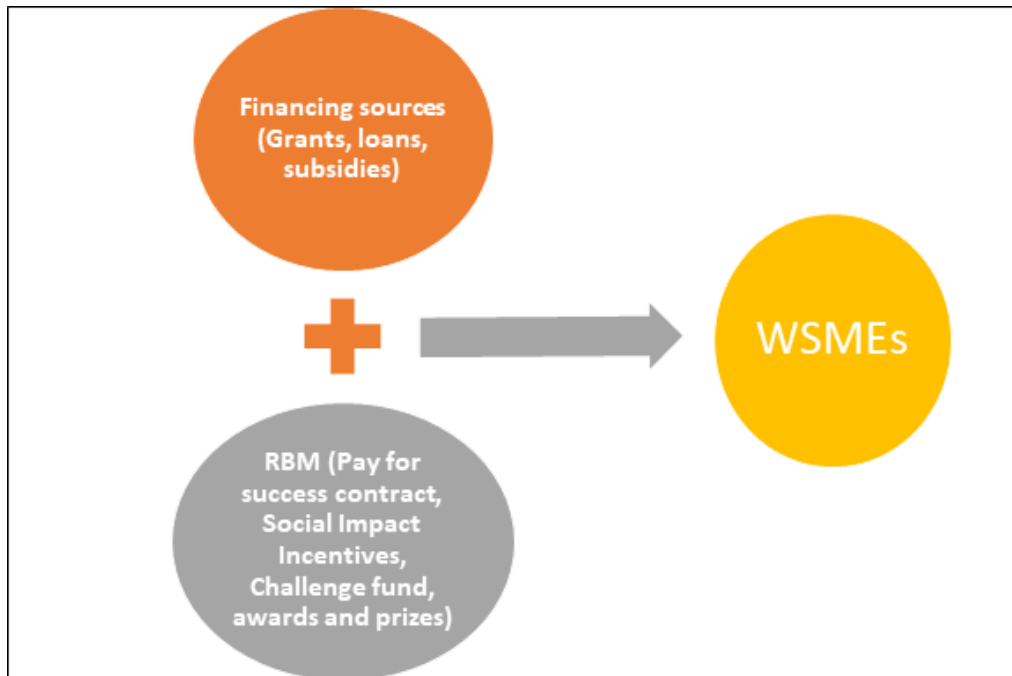 Financing sources
(Grants, loans,
subsidies)
WSMEs
RBM (Pay for
success contract,
Social Impact
Incentives,
Challenge fund,
awards and prizes)